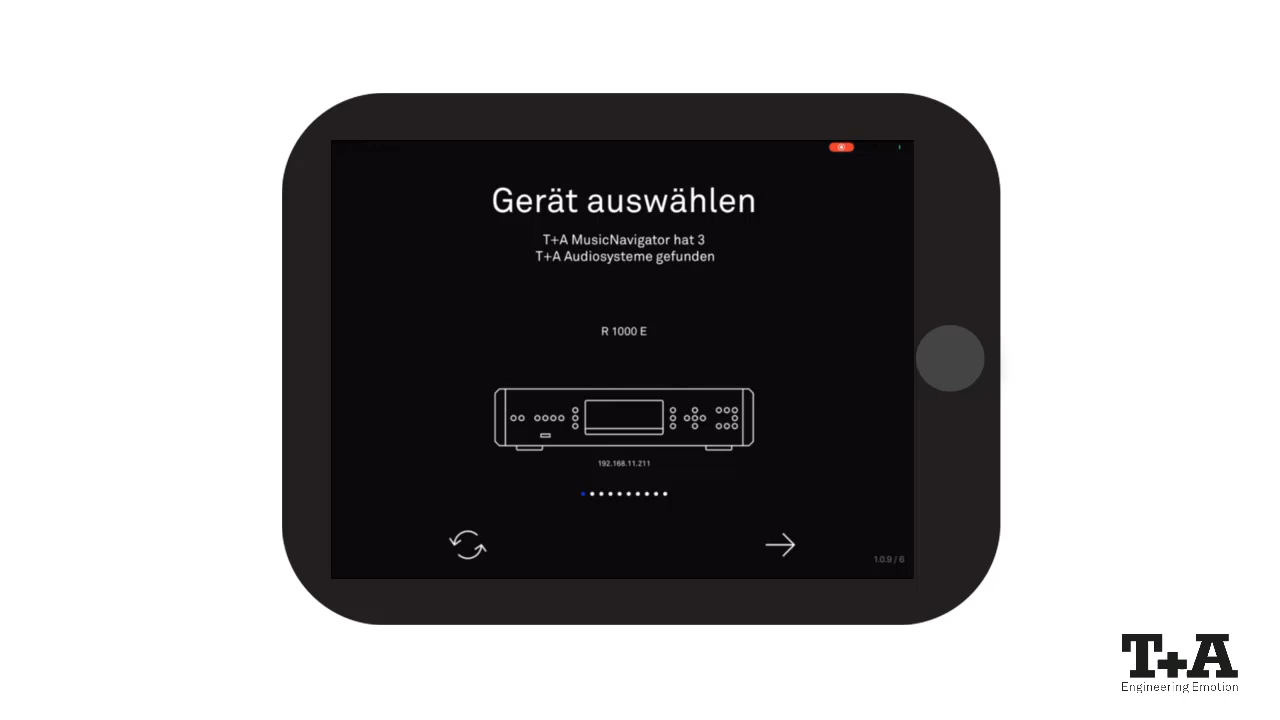 Gerät auswählen
T+A MusicNavigator hat 3
T+A Audiosysteme gefunden
R 1000 E
192.168.11.211
1.0.9 / 6
T+A
Engineering Emotion